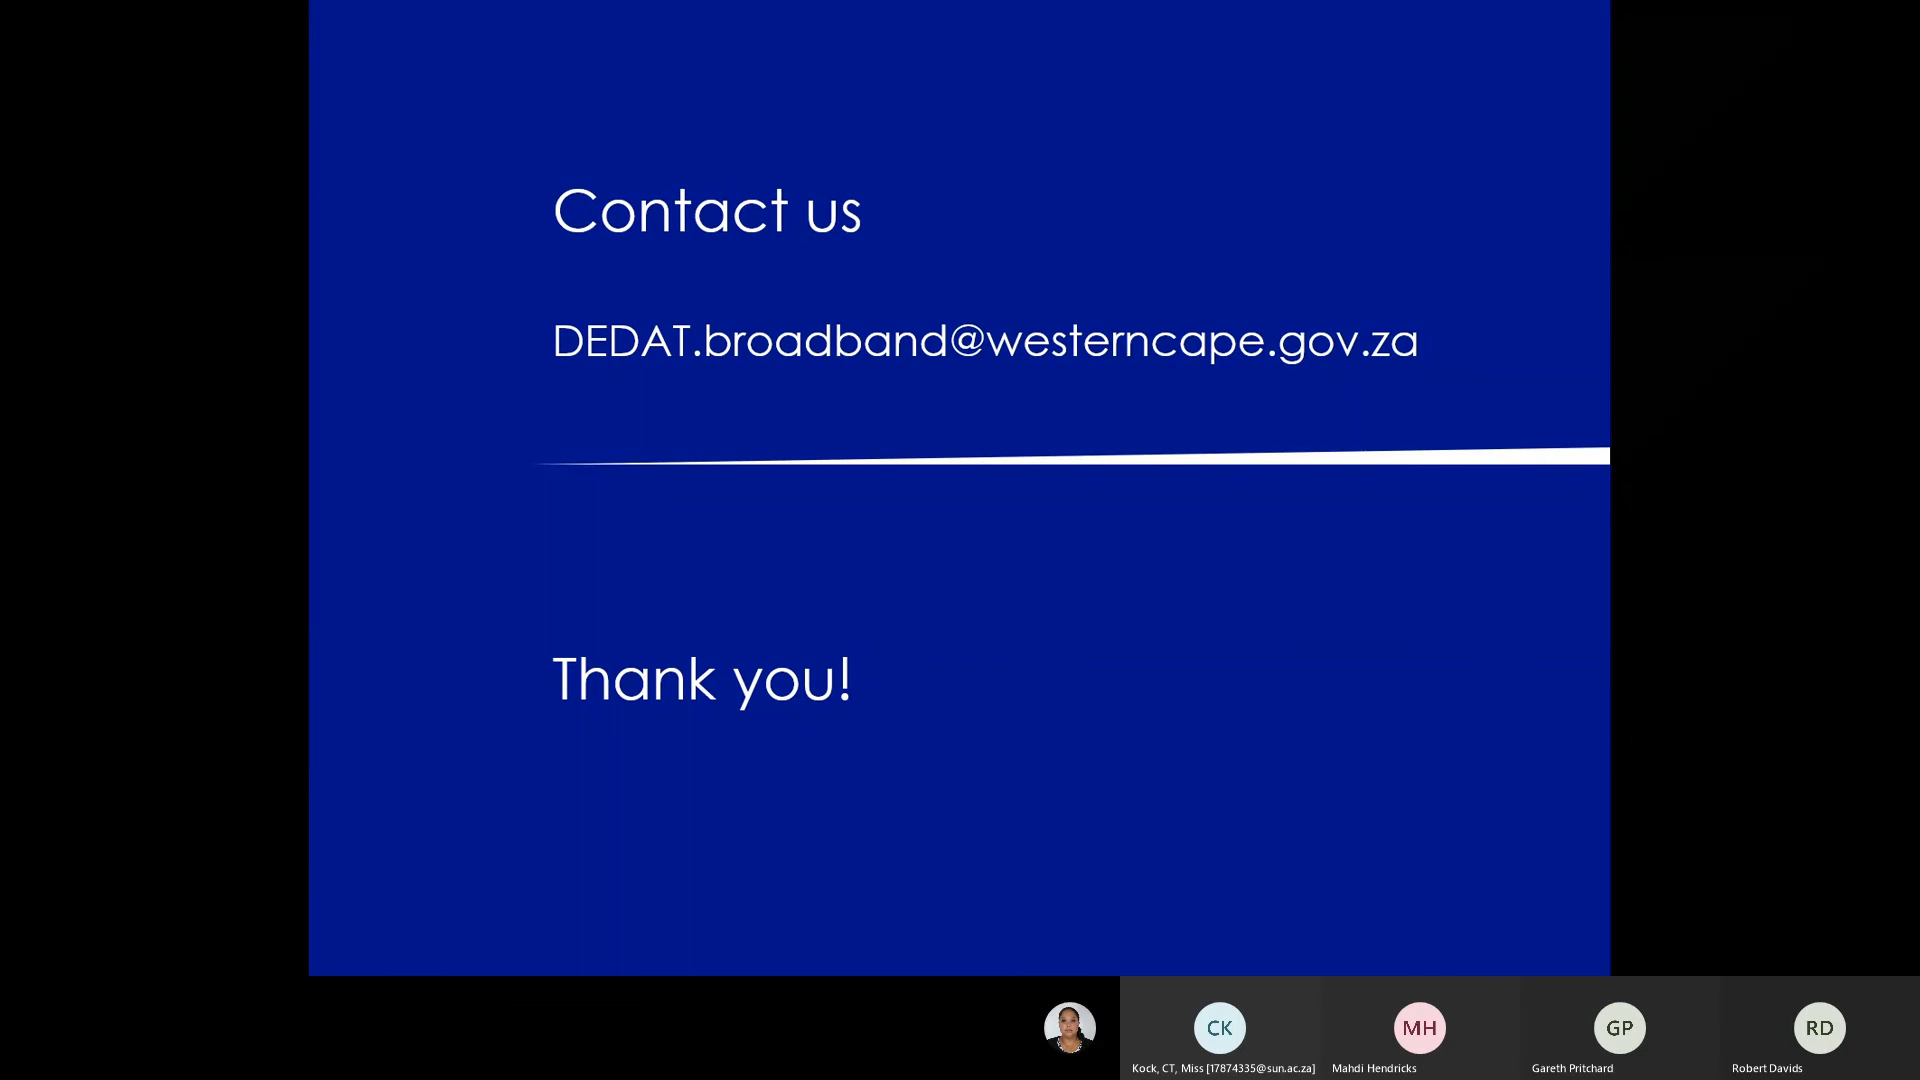 Contact us
DEDAT.broadband@westerncape.gov.za
Thank you!
CK
MH
GP
RD
Kock, CT, Miss [17874335@sun.ac.za]
Mahdi Hendricks
Gareth Pritchard
Robert Davids